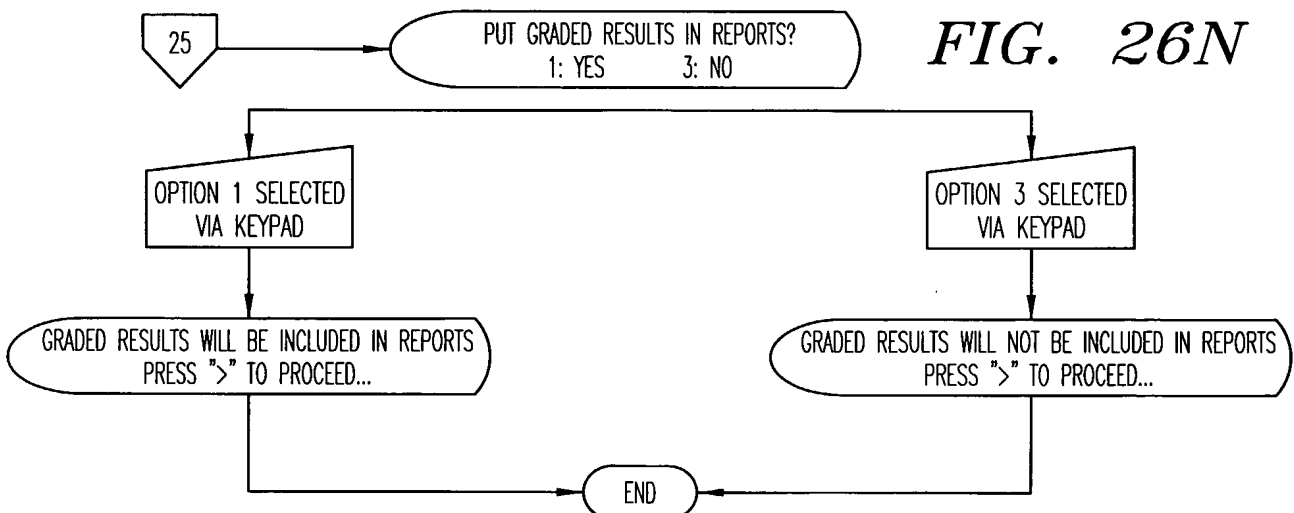 25
PUT GRADED RESULTS IN REPORTS?
1: YES 3: NO
FIG. 26N
OPTION 1 SELECTED
VIA KEYPAD
OPTION 3 SELECTED
VIA KEYPAD
GRADED RESULTS WILL BE INCLUDED IN REPORTS
PRESS ">" TO PROCEED...
GRADED RESULTS WILL NOT BE INCLUDED IN REPORTS
PRESS ">" TO PROCEED...
END